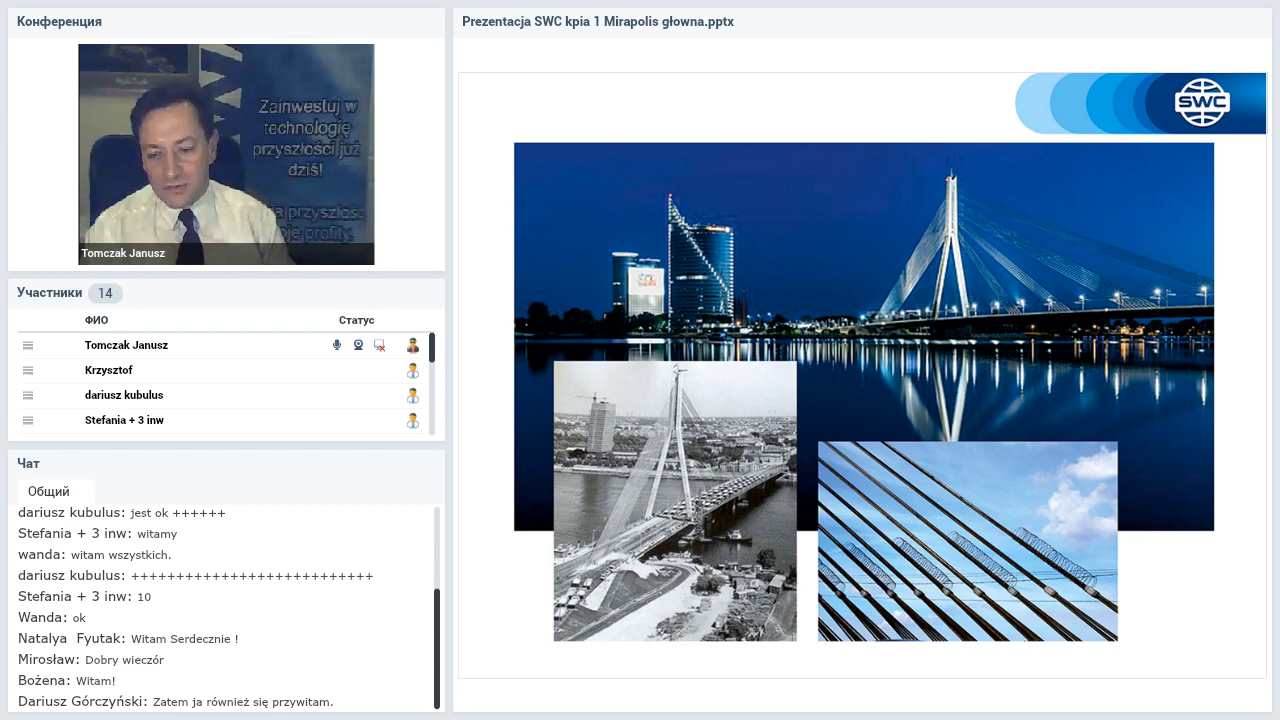 Конференция
Zainwestuj w
technologię
przyszłości już
dziś!
Tomczak Janusz
Участники 14
ФИО Статус
Tomczak Janusz
Krzysztof
dariusz kubulus
Stefania + 3 inw
Чат
Общий
dariusz kubulus: jest ok ++++++
Stefania + 3 inw: witamy
wanda: witam wszystkich.
dariusz kubulus: +++++++++++++++++++++++++++
Stefania + 3 inw: 10
Wanda: ok
Natalya Fyutak: Witam Serdecznie !
Mirosław: Dobry wieczór
Bożena: Witam!
Dariusz Górczyński: Zatem ja również się przywitam.
Prezentacja SWC kpia 1 Mirapolis głowna.pptx
SWC